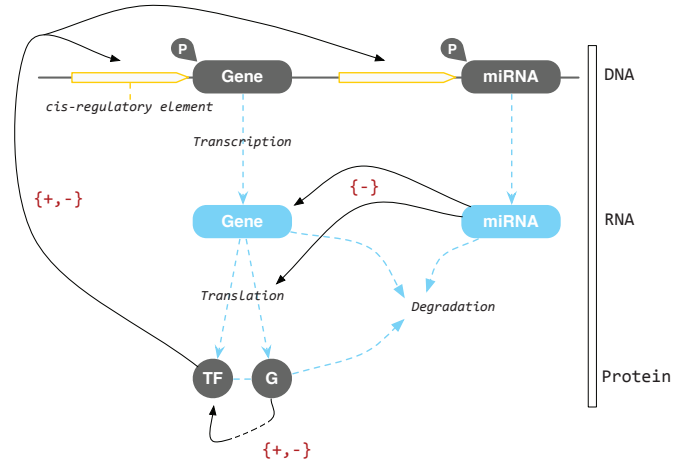 P
P
Gene
miRNA
DNA
cis-regulatory element
Transcription
{+,-}
{-}
Gene
miRNA
RNA
Translation
Degradation
TF
G
Protein
{+,-}